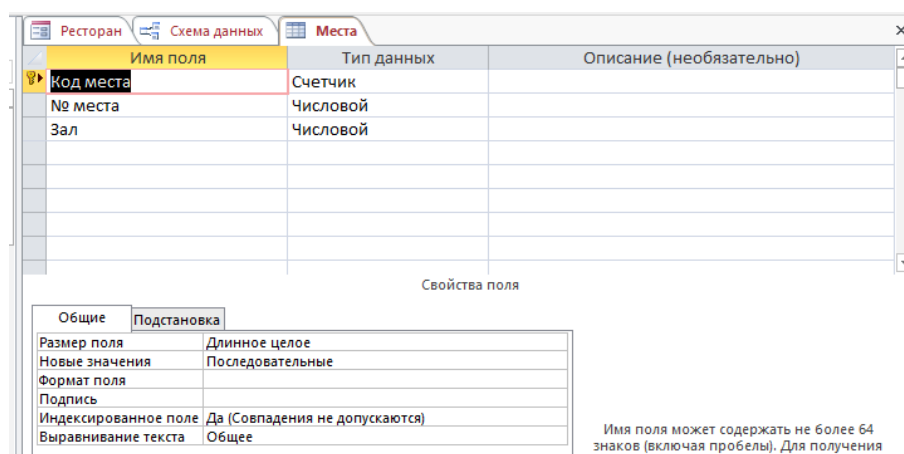 Ресторан Схема данных Места
Имя поля Тип данных Описание (необязательно)
Код места Счетчик
№ места Числовой
Зал Числовой
Свойства поля
Общие Подстановка
Размер поля Длинное целое
Новые значения Последовательные
Формат поля
Подпись
Индексированное поле Да (Совпадения не допускаются)
Выравнивание текста Общее
Имя поля может содержать не более 64
знаков (включая пробелы). Для получения